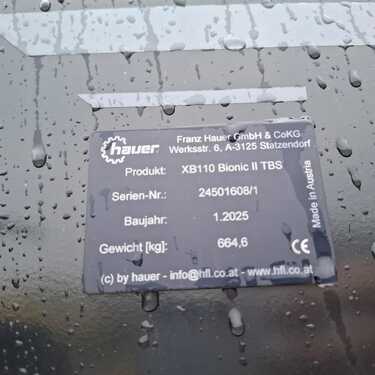 hauer
Franz Hauer GmbH & CoKG
Werksstr. 6, A-3125 Statzendorf
Produkt: XB110 Bionic II TBS
Serien-Nr.: 24501608/1
Baujahr: 1.2025
Gewicht [kg]: 664,6
CE
Made in Austria
(c) by hauer - info@hfl.co.at - www.hfl.co.at